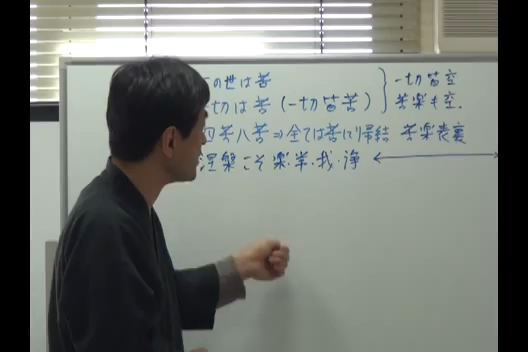 の世は苦
切は苦（一切皆苦） 一切皆空
苦楽も空.
四苦八苦⇒全ては苦に帰結 苦楽表裏
涅槃こそ 楽・常・我・浄